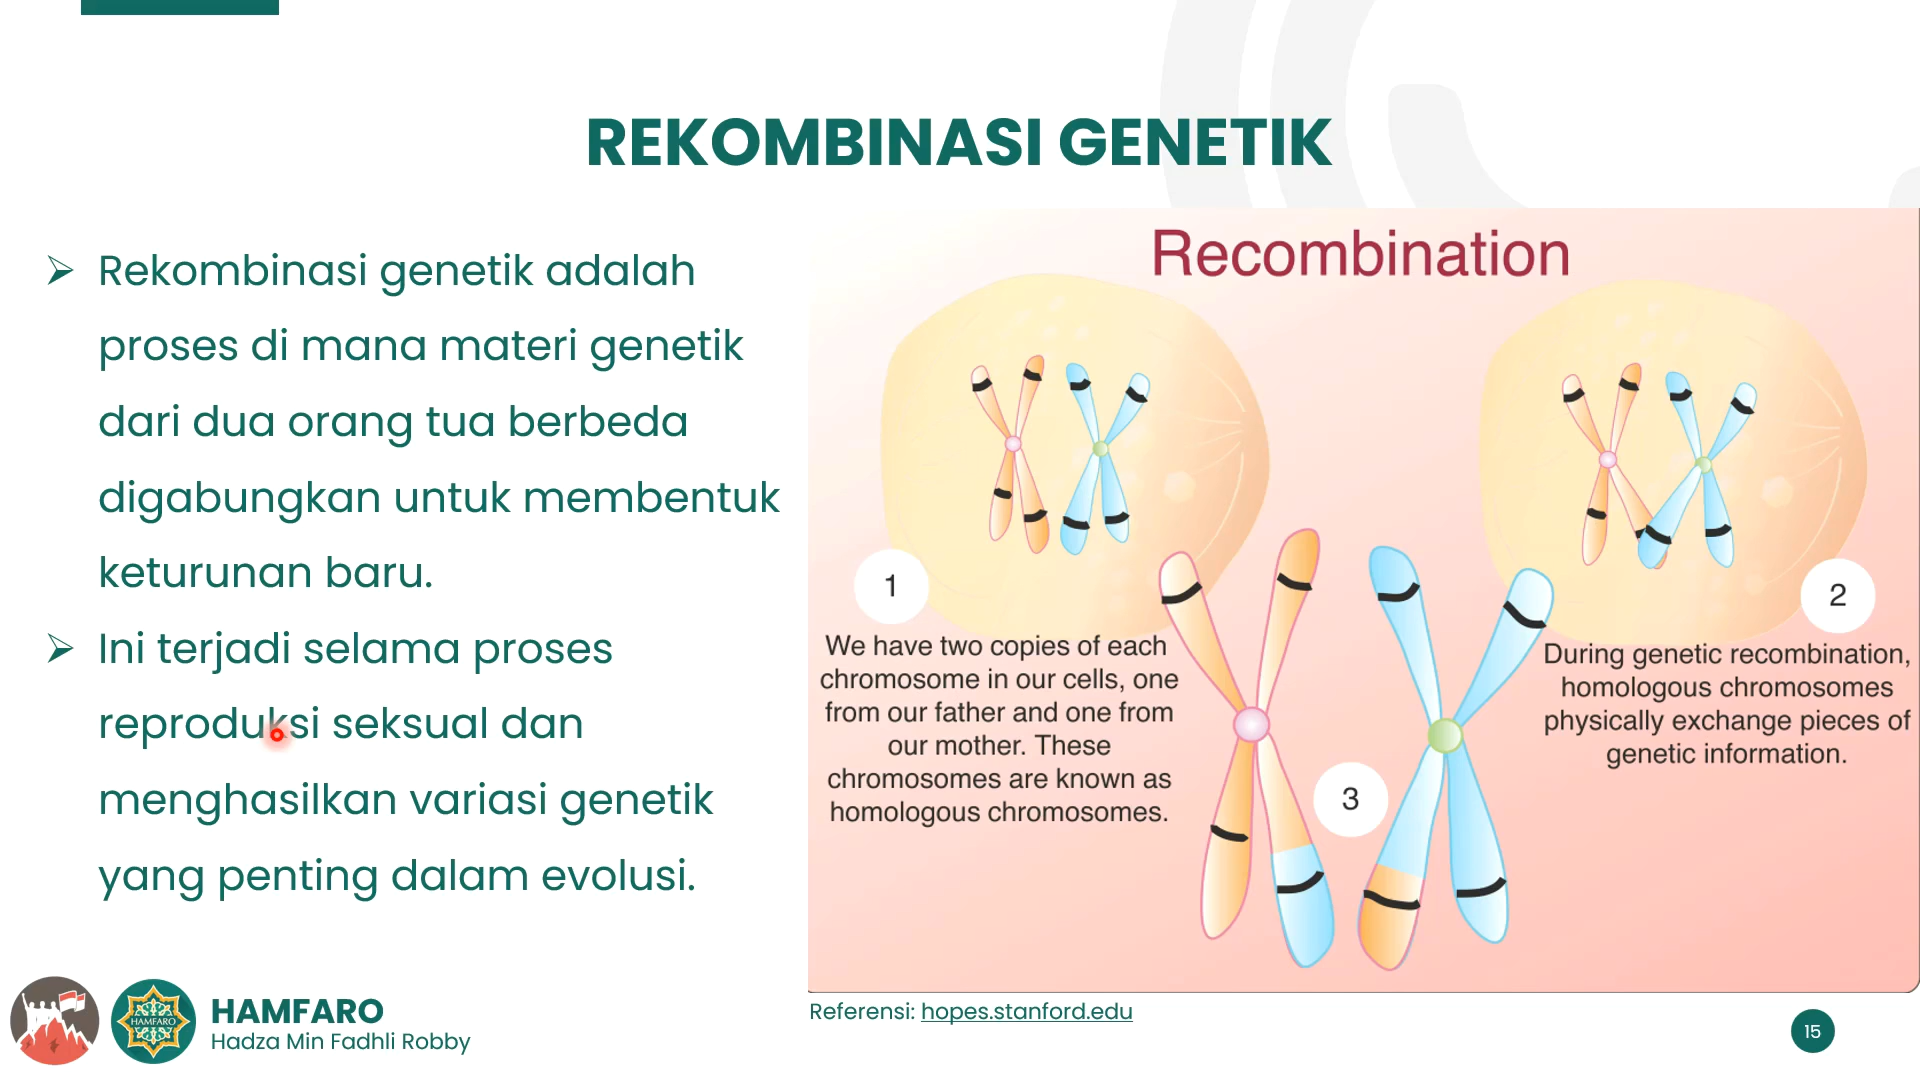 REKOMBINASI GENETIK
➢ Rekombinasi genetik adalah
proses di mana materi genetik
dari dua orang tua berbeda
digabungkan untuk membentuk
keturunan baru.
➢ Ini terjadi selama proses
reproduksi seksual dan
menghasilkan variasi genetik
yang penting dalam evolusi.
Recombination
1
We have two copies of each
chromosome in our cells, one
from our father and one from
our mother. These
chromosomes are known as
homologous chromosomes.
2
During genetic recombination,
homologous chromosomes
physically exchange pieces of
genetic information.
3
Referensi: hopes.stanford.edu
HAMFARO
HAMFARO
Hadza Min Fadhli Robby
15